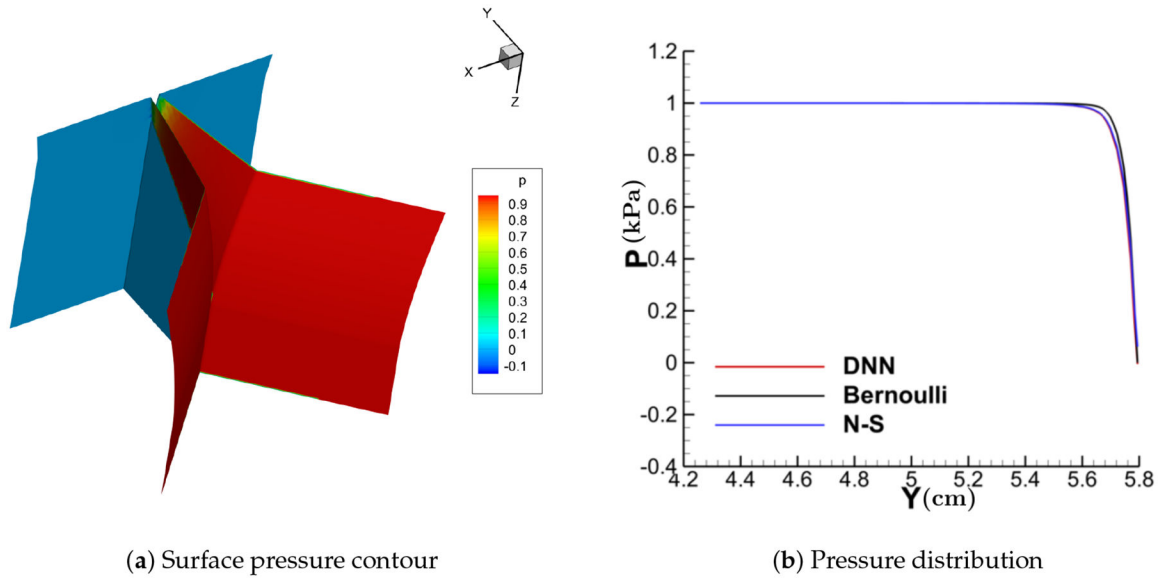 Y
X
Z
p
0.9
0.8
0.7
0.6
0.5
0.4
0.3
0.2
0.1
0
-0.1
(a) Surface pressure contour
1.2
1
0.8
0.6
0.4
0.2
0
-0.2
-0.4
P(kPa)
DNN
Bernoulli
N-S
4.2 4.4 4.6 4.8 5 5.2 5.4 5.6 5.8
Y(cm)
(b) Pressure distribution